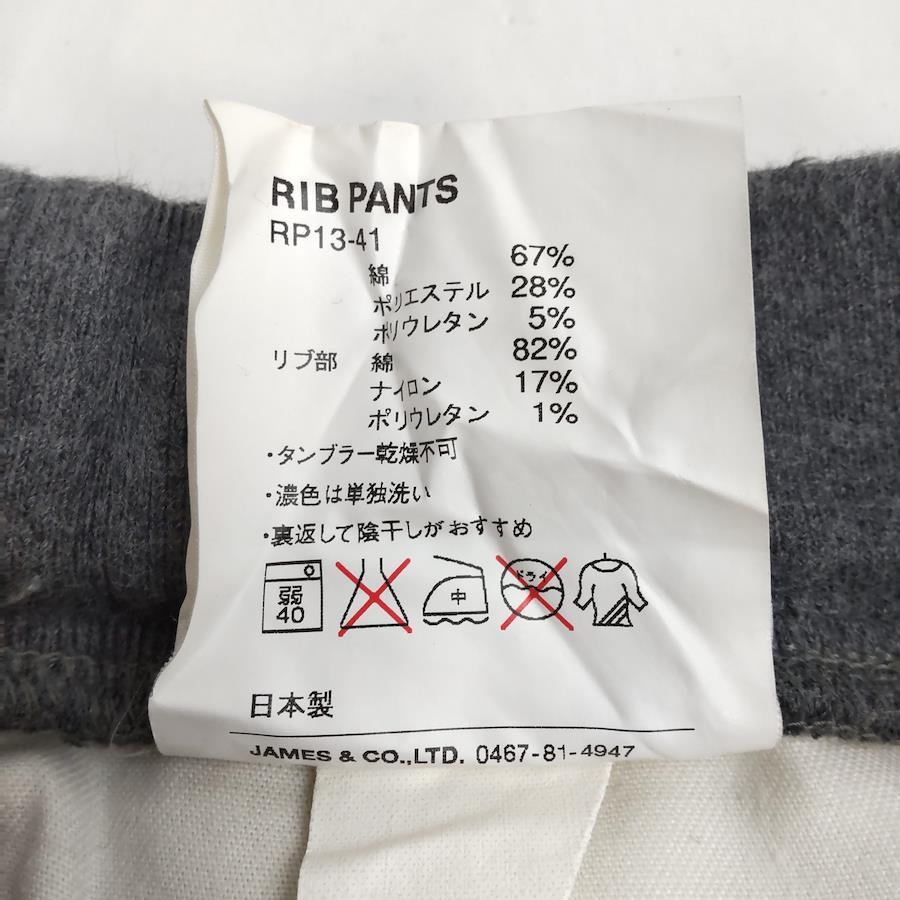 RIB PANTS
RP13-41
綿 67%
ポリエステル 28%
ポリウレタン 5%
リブ部 綿 82%
ナイロン 17%
ポリウレタン 1%
・タンブラー乾燥不可
・濃色は単独洗い
・裏返して陰干しがおすすめ
弱 中 ドライ
40
日本製
JAMES & CO.,LTD. 0467-81-4947